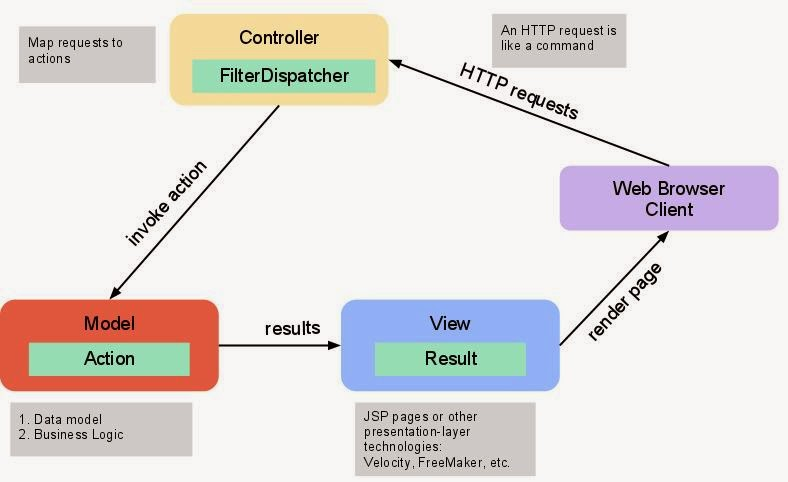 Map requests to
actions
Controller
FilterDispatcher
An HTTP request is
like a command
HTTP requests
Web Browser
Client
invoke action
Model
Action
results
View
Result
render page
1. Data model
2. Business Logic
JSP pages or other
presentation-layer
technologies:
Velocity, FreeMaker, etc.